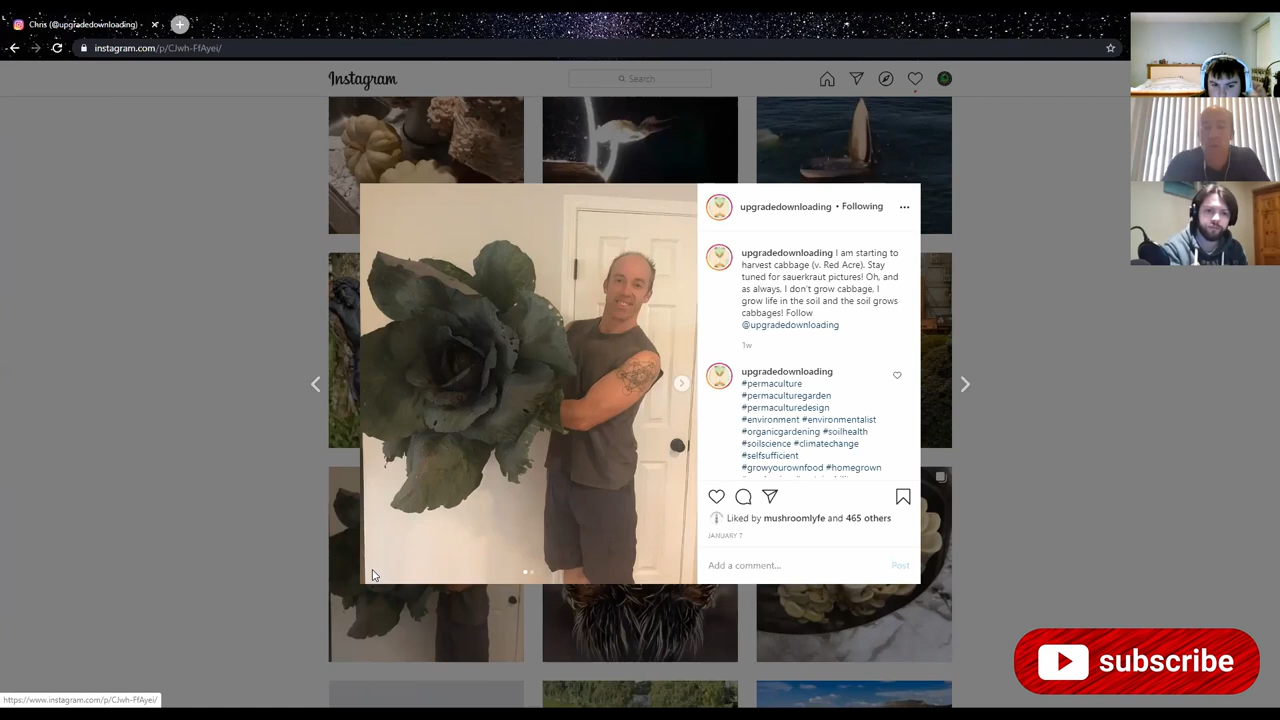 Chris (@upgradedownloading) -
instagram.com/p/CJwh-FfAyei/
Instagram
Search
upgradedownloading • Following
upgradedownloading I am starting to
harvest cabbage (v. Red Acre). Stay
tuned for sauerkraut pictures! Oh, and
as always, I don't grow cabbage, I
grow life in the soil and the soil grows
cabbages! Follow
@upgradedownloading
1w
upgradedownloading
#permaculture
#permaculturegarden
#permaculturedesign
#environment #environmentalist
#organicgardening #soilhealth
#soilscience #climatechange
#selfsufficient
#growyourownfood #homegrown
Liked by mushroomlyfe and 465 others
JANUARY 7
Add a comment...
Post
subscribe
https://www.instagram.com/p/CJwh-FfAyei/